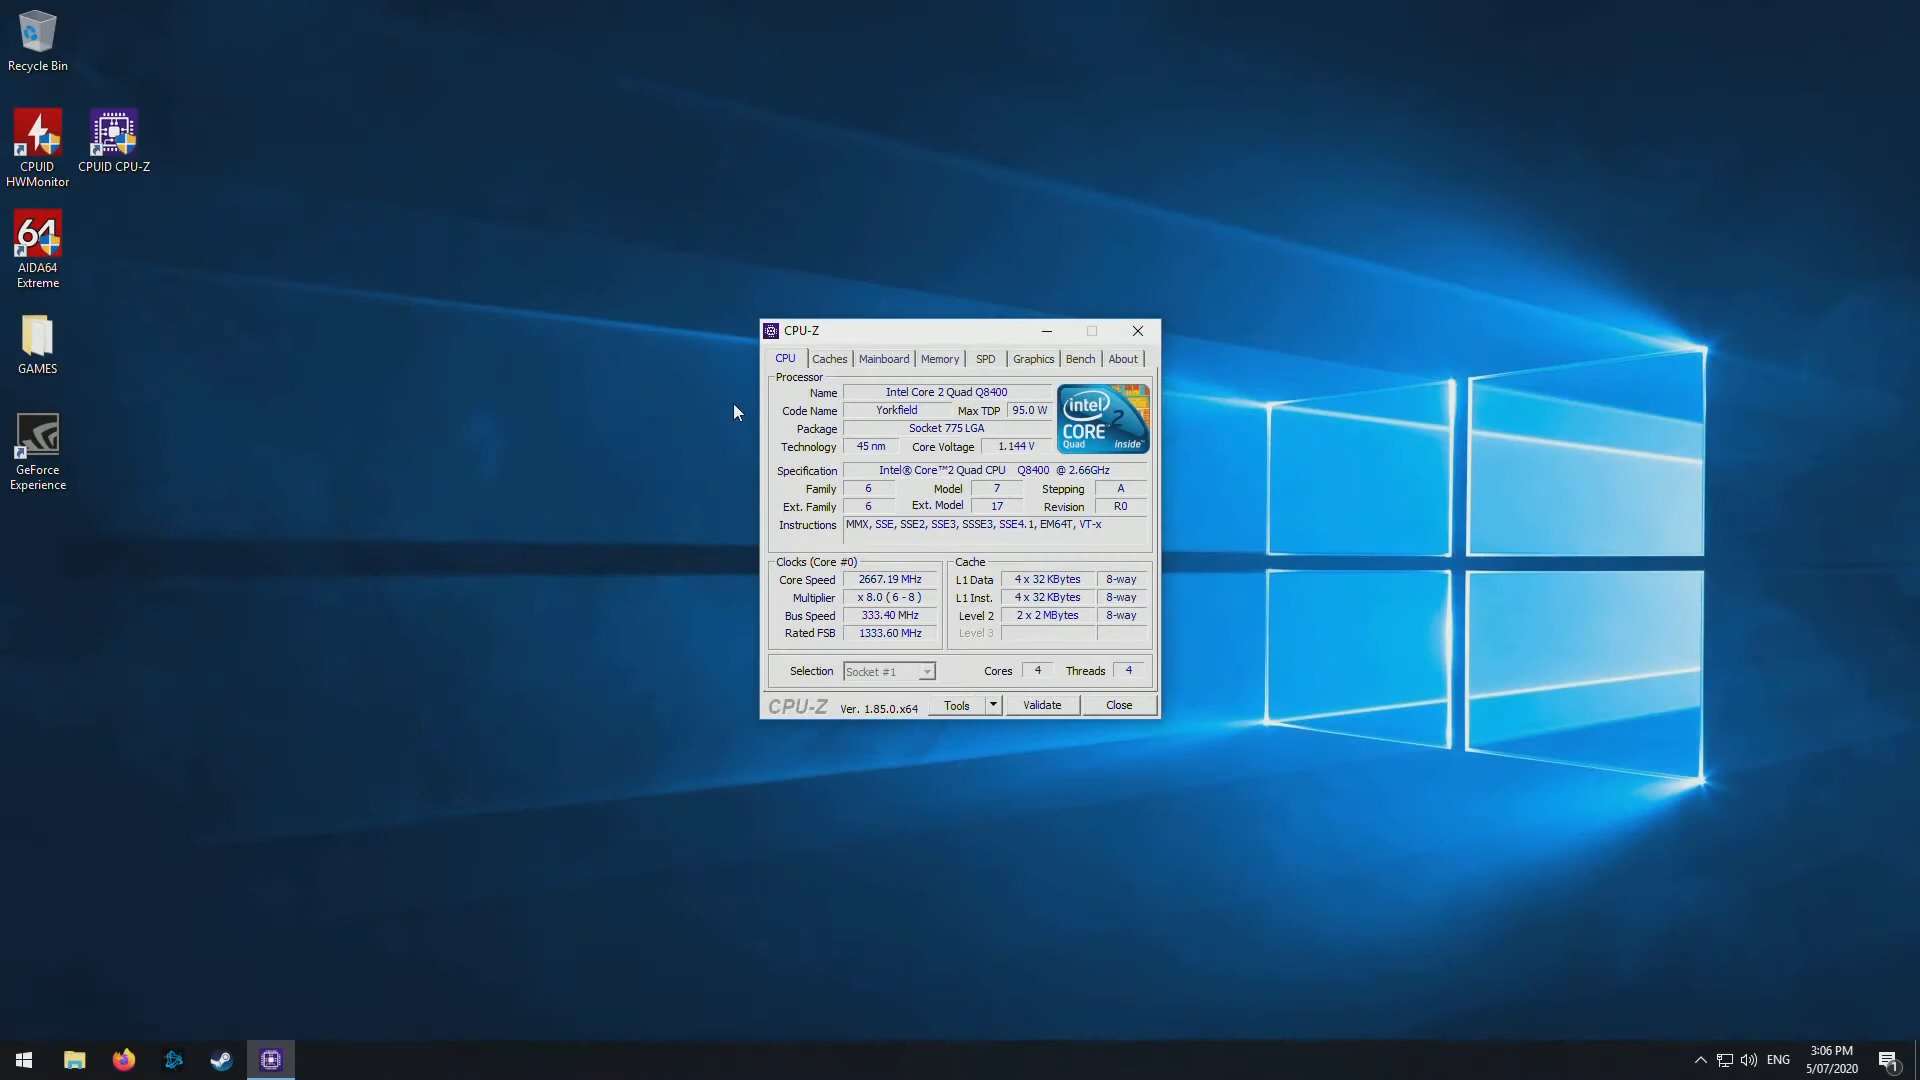 Recycle Bin
CPUID
HWMonitor
CPUID CPU-Z
64
AIDA64
Extreme
GAMES
GeForce
Experience
CPU-Z
CPU Caches Mainboard Memory SPD Graphics Bench About
Processor
Name Intel Core 2 Quad Q8400
Code Name Yorkfield Max TDP 95.0 W
Package Socket 775 LGA
Technology 45 nm Core Voltage 1.144 V
intel
CORE 2
Quad inside™
Specification Intel® Core™2 Quad CPU Q8400 @ 2.66GHz
Family 6 Model 7 Stepping A
Ext. Family 6 Ext. Model 17 Revision R0
Instructions MMX, SSE, SSE2, SSE3, SSSE3, SSE4.1, EM64T, VT-x
Clocks (Core #0)
Core Speed 2667.19 MHz
Multiplier x 8.0 ( 6 - 8 )
Bus Speed 333.40 MHz
Rated FSB 1333.60 MHz
Cache
L1 Data 4 x 32 KBytes 8-way
L1 Inst. 4 x 32 KBytes 8-way
Level 2 2 x 2 MBytes 8-way
Level 3
Selection Socket #1 Cores 4 Threads 4
CPU-Z Ver. 1.85.0.x64 Tools Validate Close
ENG
3:06 PM
5/07/2020
1